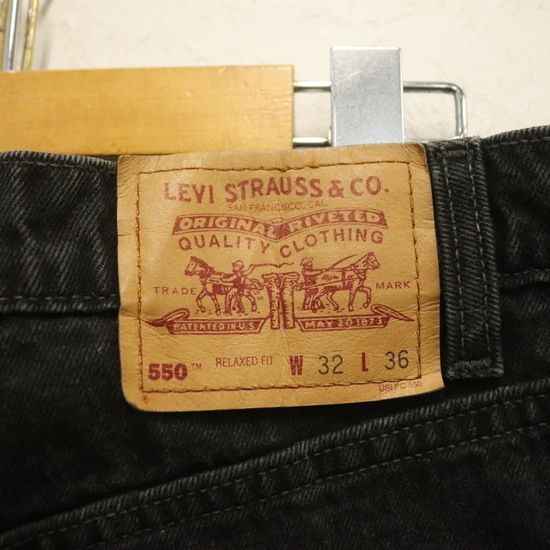 LEVI STRAUSS & CO.
SAN FRANCISCO, CAL.
ORIGINAL RIVETED
QUALITY CLOTHING
TRADE MARK
PATENTED IN U.S. MAY 20 1873
550™ RELAXED FIT W 32 L 36